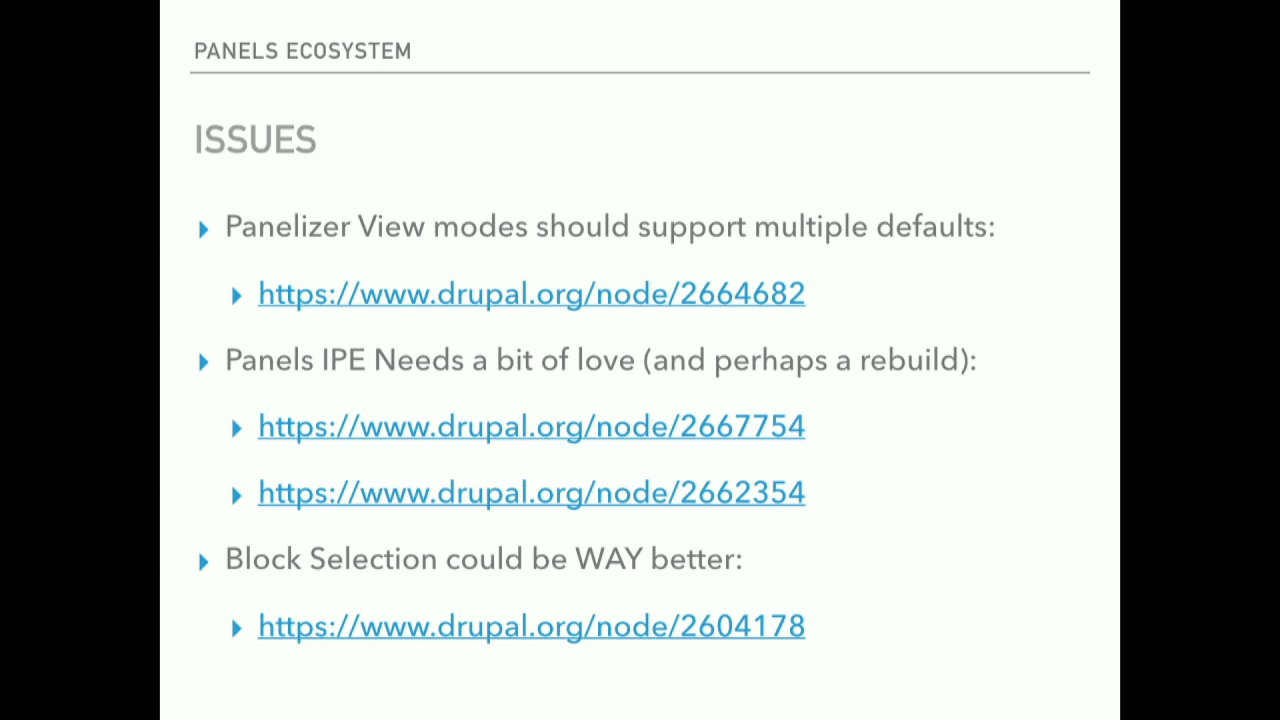 PANELS ECOSYSTEM
ISSUES
Panelizer View modes should support multiple defaults:
https://www.drupal.org/node/2664682
Panels IPE Needs a bit of love (and perhaps a rebuild):
https://www.drupal.org/node/2667754
https://www.drupal.org/node/2662354
Block Selection could be WAY better:
https://www.drupal.org/node/2604178